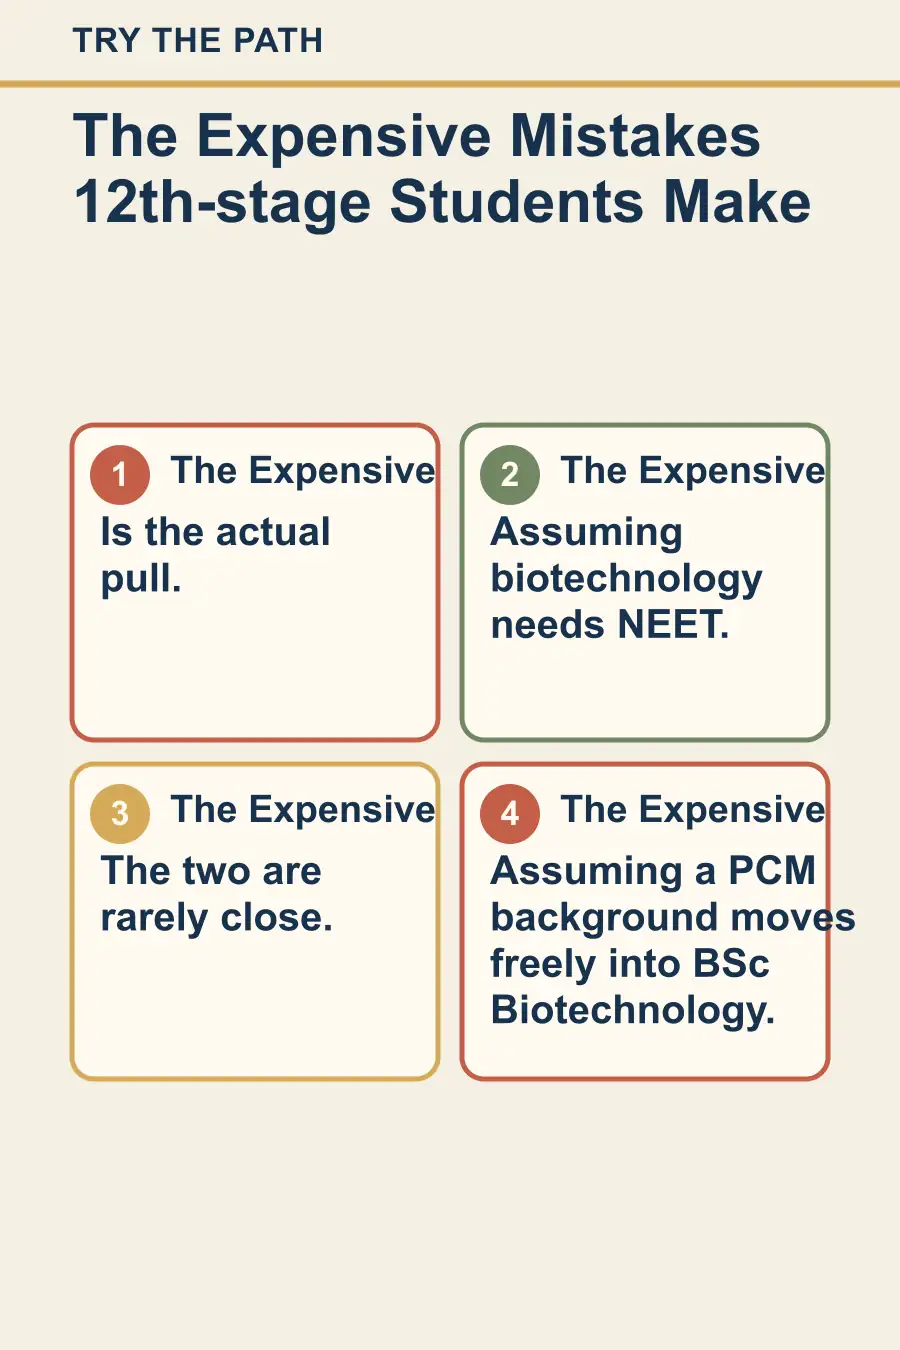 TRY THE PATH
The Expensive Mistakes
12th-stage Students Make
1 The Expensive
Is the actual
pull.
2 The Expensive
Assuming
biotechnology
needs NEET.
3 The Expensive
The two are
rarely close.
4 The Expensive
Assuming a PCM
background moves
freely into BSc
Biotechnology.